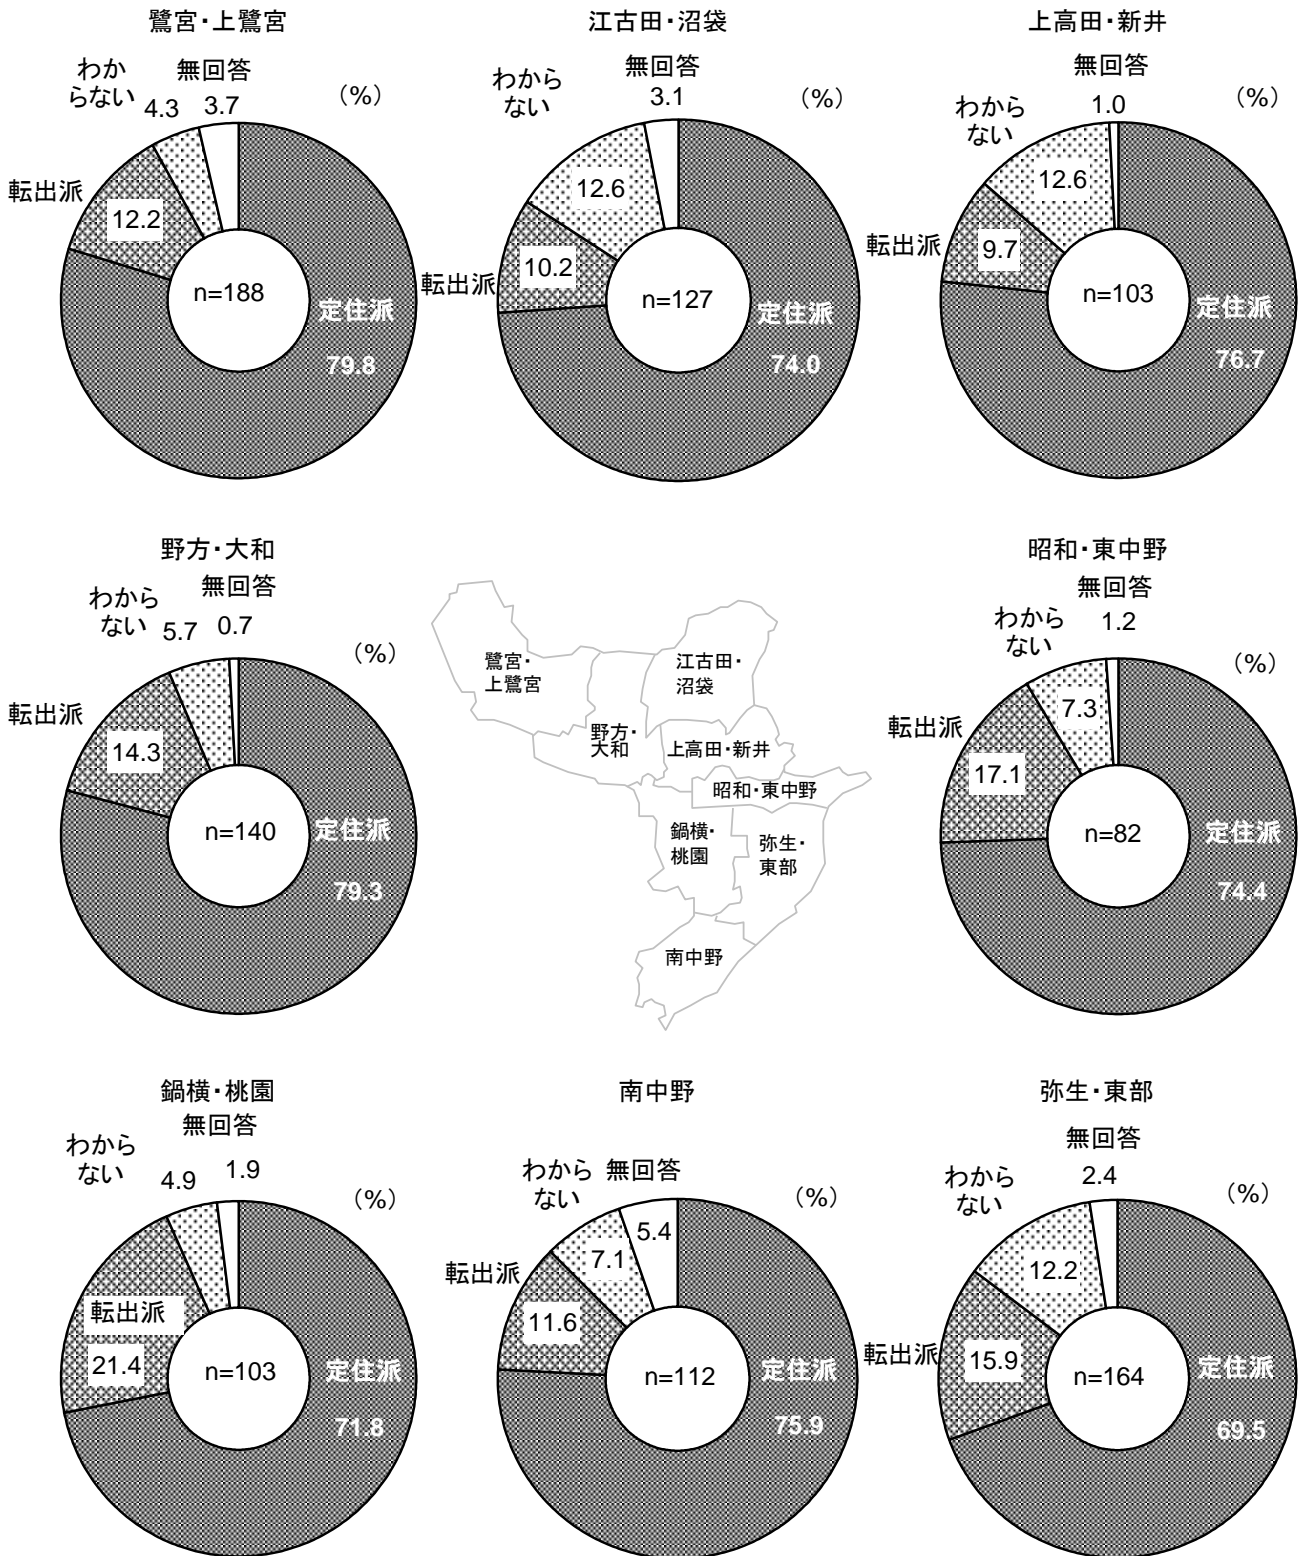 鷺宮・上鷺宮
わか
らない
無回答
4.3
3.7
(%)
転出派
12.2
n=188
定住派
79.8
江古田・沼袋
わから
ない
無回答
3.1
(%)
12.6
転出派
10.2
n=127
定住派
74.0
上高田・新井
わから
ない
無回答
1.0
(%)
12.6
転出派
9.7
n=103
定住派
76.7
野方・大和
わから
ない
無回答
5.7
0.7
(%)
転出派
14.3
n=140
定住派
79.3
鷺宮・
上鷺宮
江古田・
沼袋
野方・
大和
上高田・新井
昭和・東中野
鍋横・
桃園
弥生・
東部
南中野
昭和・東中野
わから
ない
無回答
1.2
(%)
7.3
転出派
17.1
n=82
定住派
74.4
鍋横・桃園
わから
ない
無回答
4.9
1.9
(%)
転出派
21.4
n=103
定住派
71.8
南中野
わから
ない
無回答
(%)
5.4
7.1
転出派
11.6
n=112
定住派
75.9
弥生・東部
わから
ない
無回答
2.4
(%)
12.2
転出派
15.9
n=164
定住派
69.5